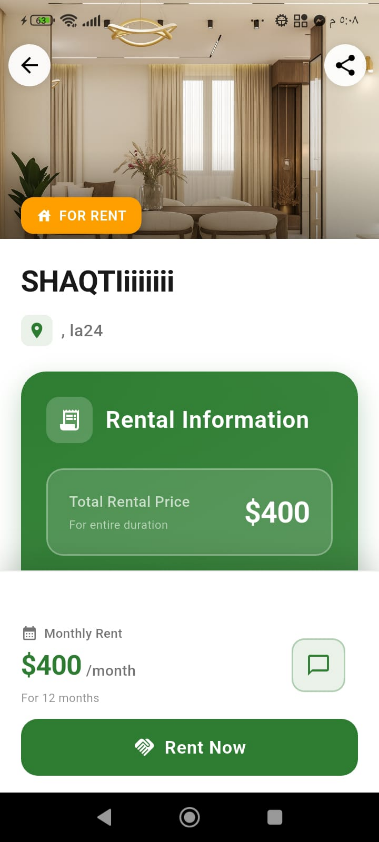 63
٥:٠٨ م
FOR RENT
SHAQTIiiiiiii
, la24
Rental Information
Total Rental Price
For entire duration
$400
Monthly Rent
$400 /month
For 12 months
Rent Now